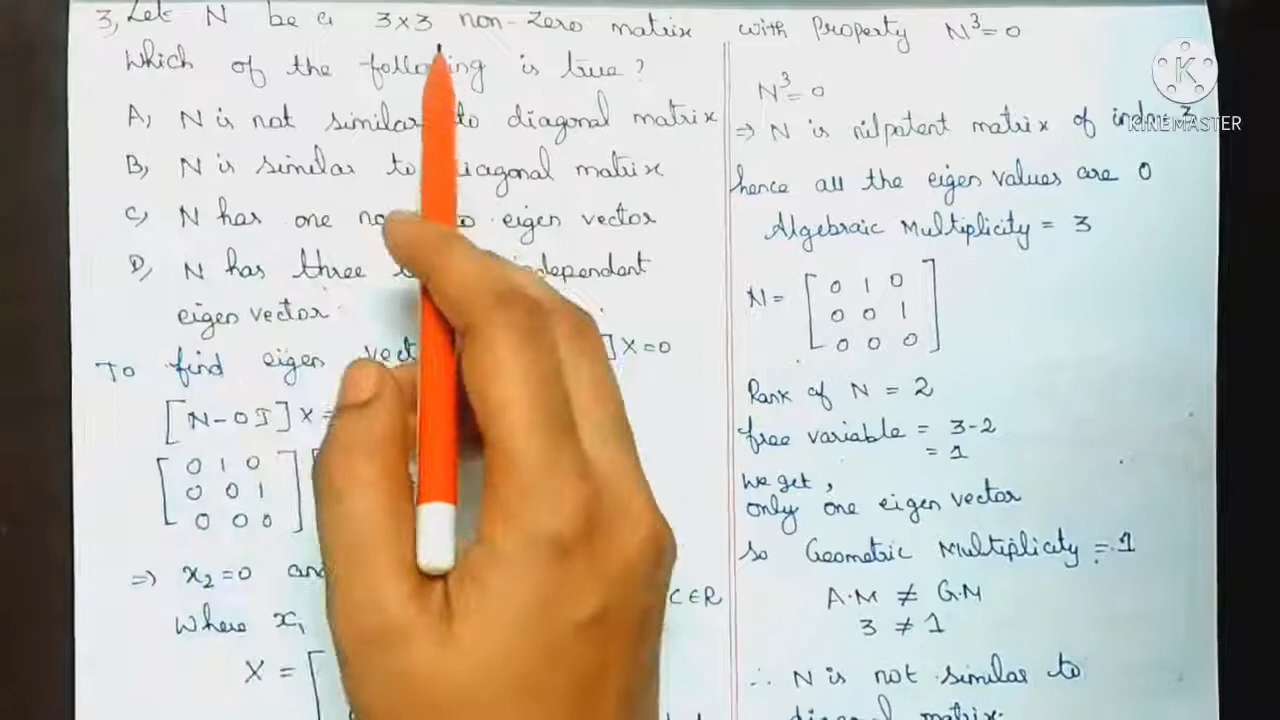 3, Let N be a 3×3 non-zero matrix with property N³=0
Which of the following is true?
A, N is not similar to diagonal matrix
B, N is similar to diagonal matrix
C, N has one eigen vector
D, N has three independent
eigen vector
To find eigen X=0
[N-0I]X=
[0 1 0
0 0 1
0 0 0]
=> x₂=0 and
Where x₁ C∈R
X = [
N³=0
=> N is nilpotent matrix of index 3
hence all the eigen values are 0
Algebraic Multiplicity = 3
N = [0 1 0
0 0 1
0 0 0]
Rank of N = 2
free variable = 3-2
= 1
we get,
only one eigen vector
so Geometric Multiplicity = 1
A.M ≠ G.M
3 ≠ 1
∴ N is not similar to
diagonal matrix.
KINEMASTER